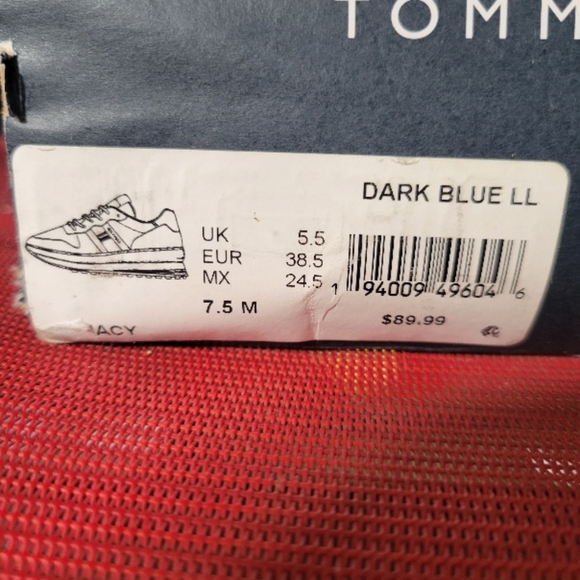 TOMM
DARK BLUE LL
UK 5.5
EUR 38.5
MX 24.5
7.5 M
1 94009 49604 6
$89.99
JACY